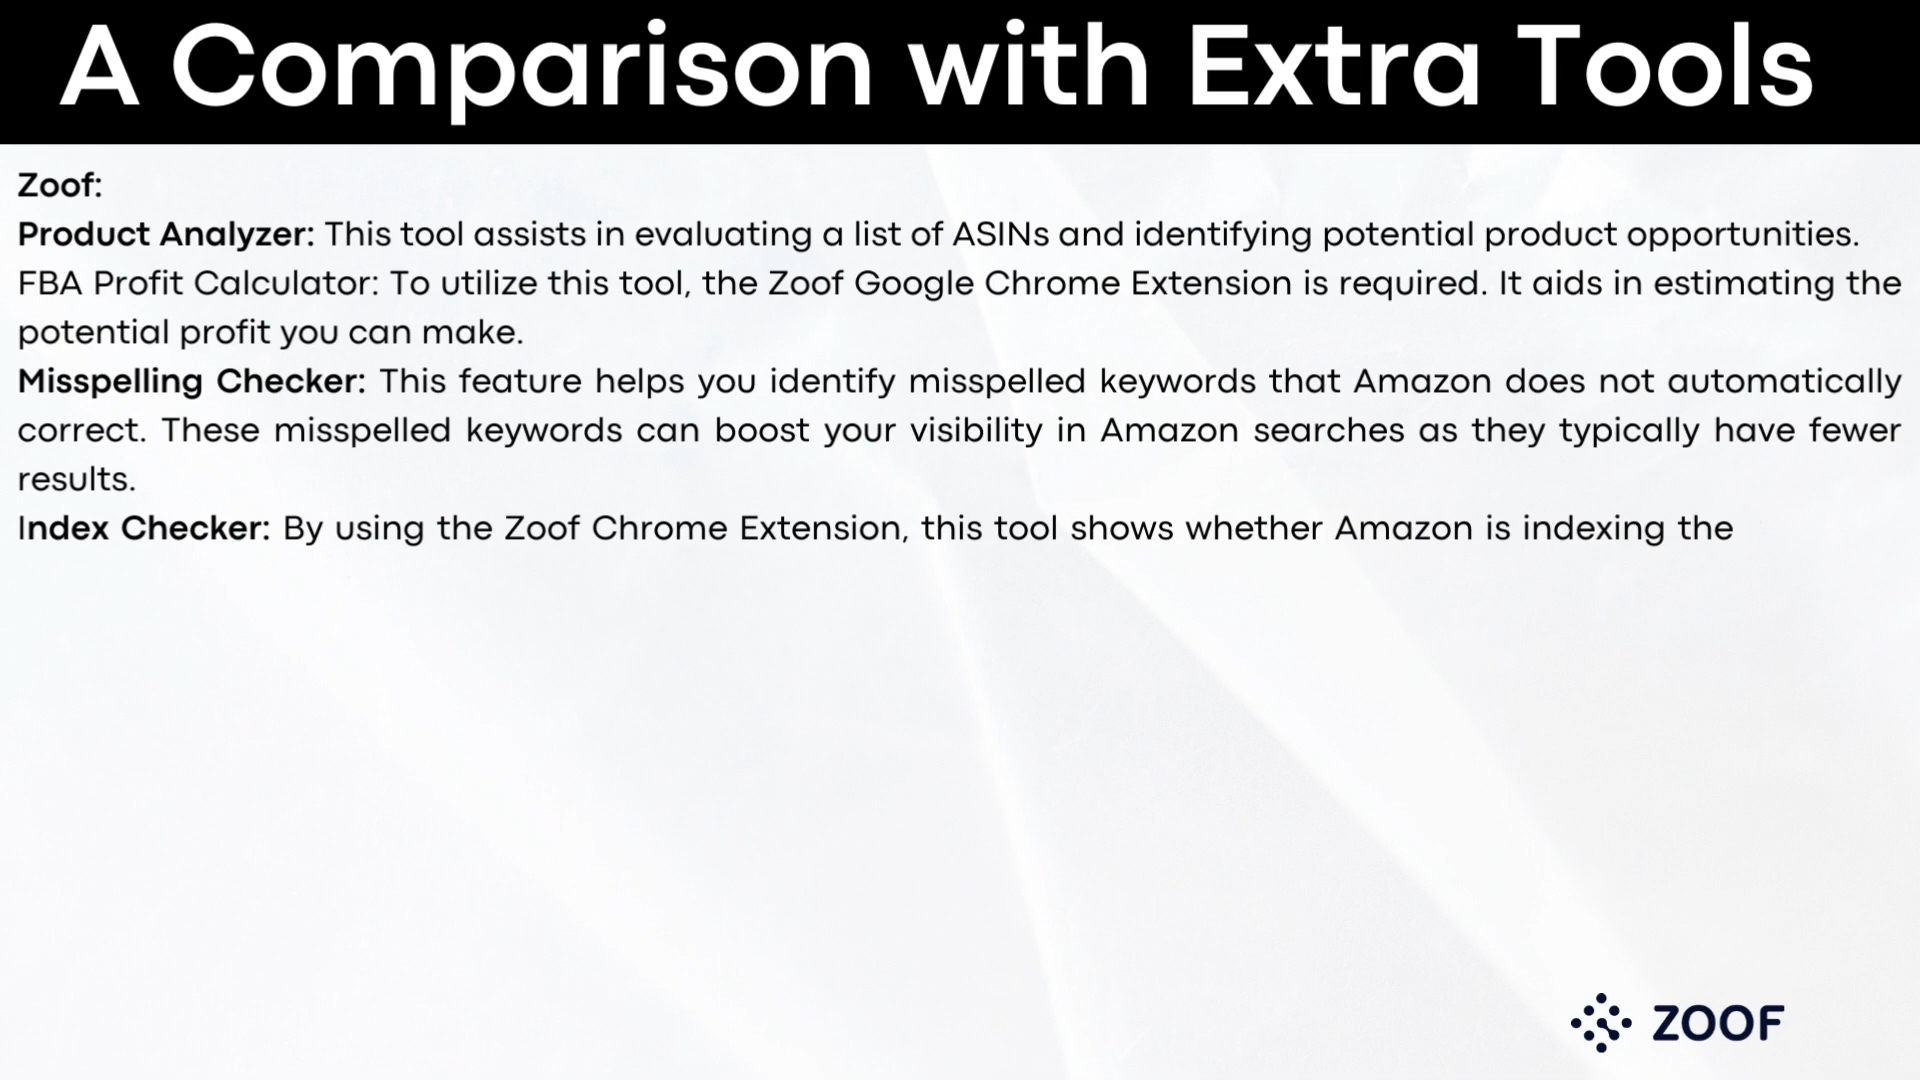 A Comparison with Extra Tools
Zoof:
Product Analyzer: This tool assists in evaluating a list of ASINs and identifying potential product opportunities.
FBA Profit Calculator: To utilize this tool, the Zoof Google Chrome Extension is required. It aids in estimating the
potential profit you can make.
Misspelling Checker: This feature helps you identify misspelled keywords that Amazon does not automatically
correct. These misspelled keywords can boost your visibility in Amazon searches as they typically have fewer
results.
Index Checker: By using the Zoof Chrome Extension, this tool shows whether Amazon is indexing the
ZOOF